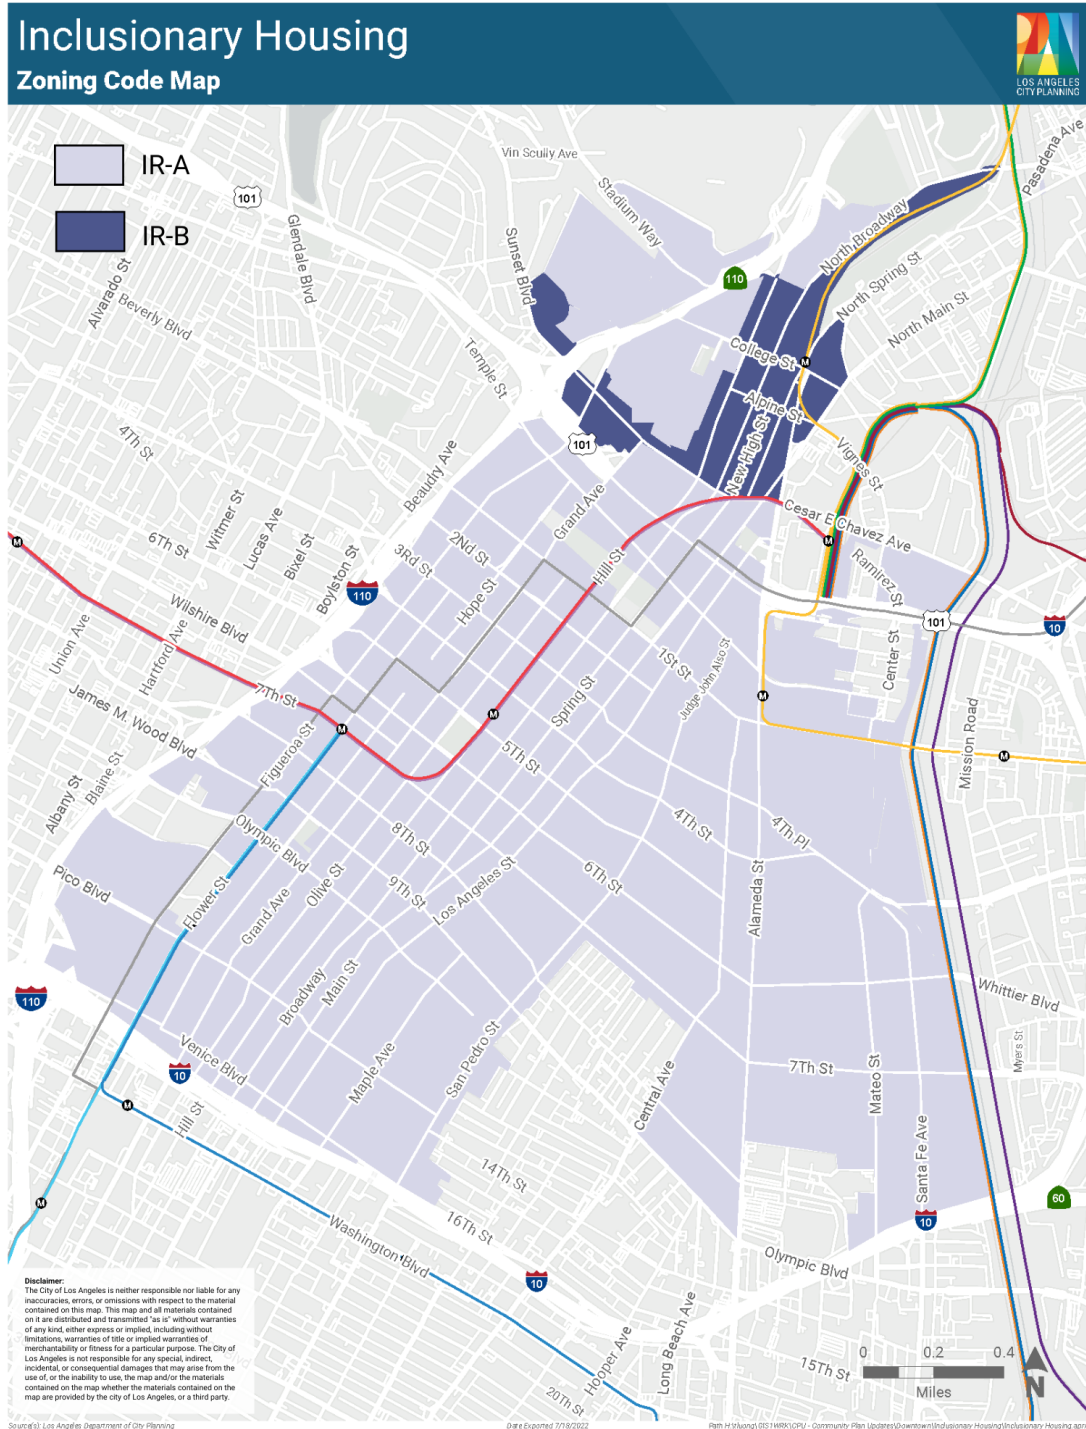 Inclusionary Housing
Zoning Code Map
LOS ANGELES
CITY PLANNING
IR-A
IR-B
101
Glendale Blvd
Alvarado St
Beverly Blvd
Vin Scully Ave
Stadium Way
Sunset Blvd
Pasadena Ave
North Broadway
North Spring St
North Main St
110
College St
M
Alpine St
New High St
Vignes St
Temple St
101
Beaudry Ave
4Th St
Witmer St
Lucas Ave
Bixel St
Boylston St
6Th St
Wilshire Blvd
Hartford Ave
Union Ave
James M. Wood Blvd
M
7Th St
110
3Rd St
2Nd St
Hope St
Grand Ave
Hill St
Cesar E Chavez Ave
M
Ramirez St
101
10
Center St
1St St
Judge John Aiso St
Spring St
M
M
M
M
Mission Road
Figueroa St
Blaine St
Albany St
Pico Blvd
Olympic Blvd
Flower St
Grand Ave
Olive St
8Th St
9Th St
Los Angeles St
5Th St
6Th St
4Th St
4Th Pl
Alameda St
Broadway
Main St
Maple Ave
San Pedro St
Central Ave
7Th St
Mateo St
Santa Fe Ave
Whittier Blvd
Myers St
60
10
110
Venice Blvd
10
M
Hill St
M
14Th St
16Th St
Washington Blvd
10
Olympic Blvd
Long Beach Ave
Hooper Ave
20Th St
15Th St
0 0.2 0.4
Miles
N
Disclaimer:
The City of Los Angeles is neither responsible nor liable for any
inaccuracies, errors, or omissions with respect to the material
contained on this map. This map and all materials contained
on it are distributed and transmitted "as is" without warranties
of any kind, either express or implied, including without
limitations, warranties of title or implied warranties of
merchantability or fitness for a particular purpose. The City of
Los Angeles is not responsible for any special, indirect,
incidental, or consequential damages that may arise from the
use of, or the inability to use, the map and/or the materials
contained on the map whether the materials contained on the
map are provided by the city of Los Angeles, or a third party.
Source(s): Los Angeles Department of City Planning
Date Exported 7/18/2022